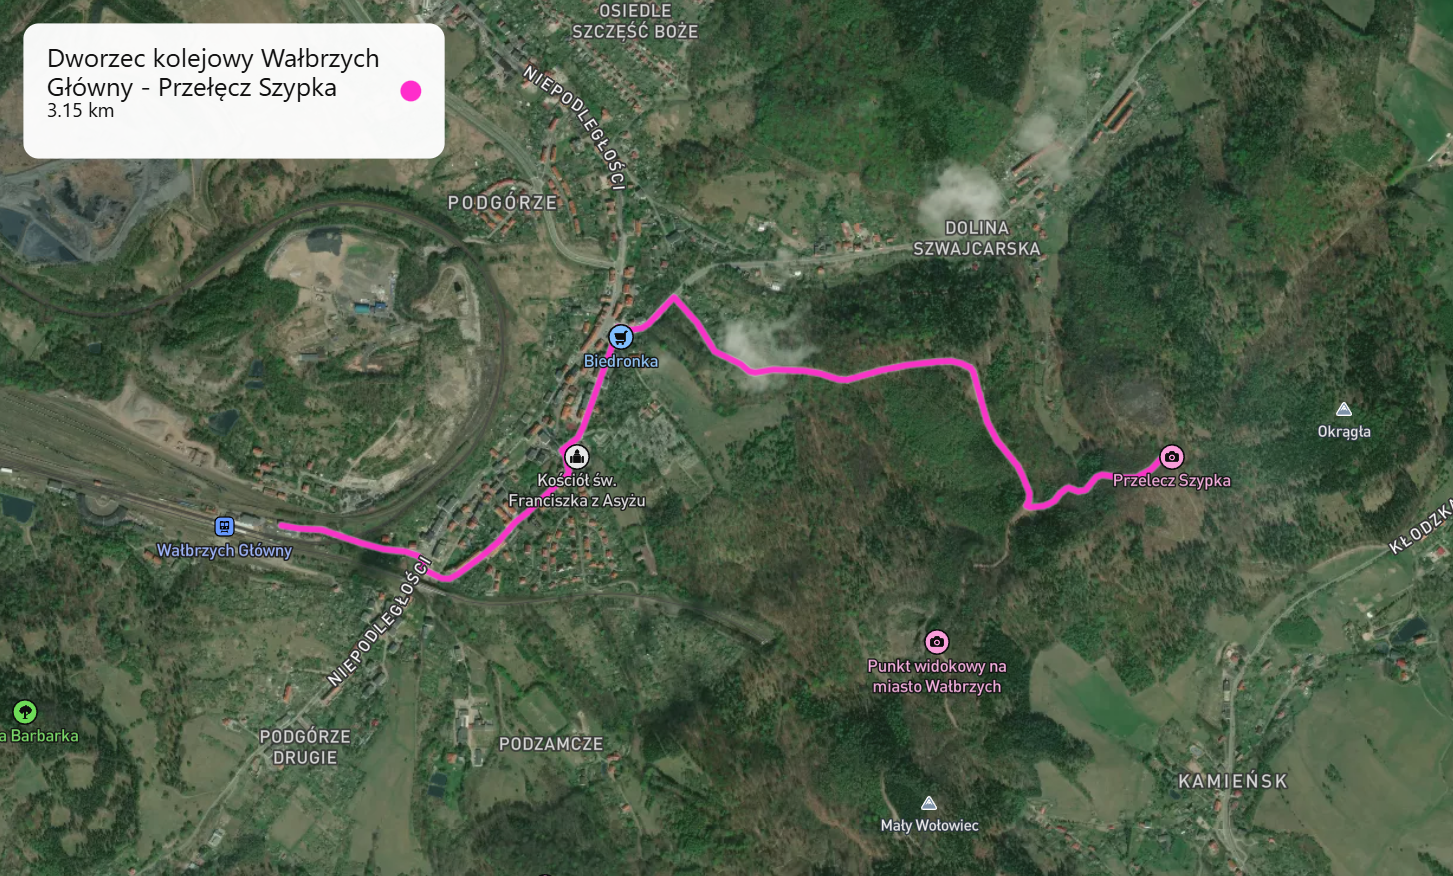 Dworzec kolejowy Wałbrzych
Główny - Przełęcz Szypka
3.15 km
OSIEDLE
SZCZĘŚĆ BOŻE
NIEPODLEGŁOŚCI
PODGÓRZE
DOLINA
SZWAJCARSKA
Biedronka
Okrągła
Kościół św.
Franciszka z Asyżu
Przelecz Szypka
KŁODZKA
Wałbrzych Główny
NIEPODLEGŁOŚCI
Punkt widokowy na
miasto Wałbrzych
a Barbarka
PODGÓRZE
DRUGIE
PODZAMCZE
KAMIEŃSK
Mały Wołowiec